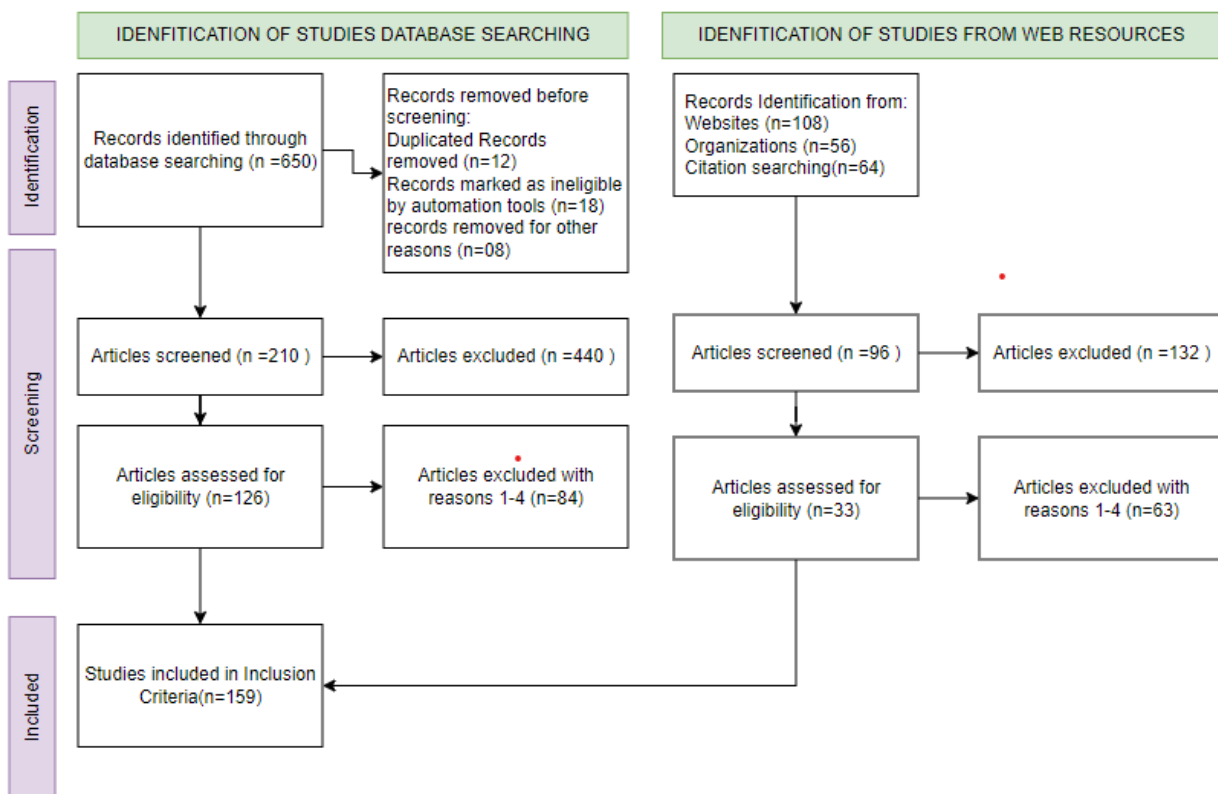 IDENFITICATION OF STUDIES DATABASE SEARCHING
IDENFITICATION OF STUDIES FROM WEB RESOURCES
Identification
Records identified through
database searching (n =650)
Records removed before
screening:
Duplicated Records
removed (n=12)
Records marked as ineligible
by automation tools (n=18)
records removed for other
reasons (n=08)
Records Identification from:
Websites (n=108)
Organizations (n=56)
Citation searching(n=64)
Screening
Articles screened (n =210 )
Articles excluded (n =440 )
Articles screened (n =96 )
Articles excluded (n =132 )
Articles assessed for
eligibility (n=126)
Articles excluded with
reasons 1-4 (n=84)
Articles assessed for
eligibility (n=33)
Articles excluded with
reasons 1-4 (n=63)
Included
Studies included in Inclusion
Criteria(n=159)